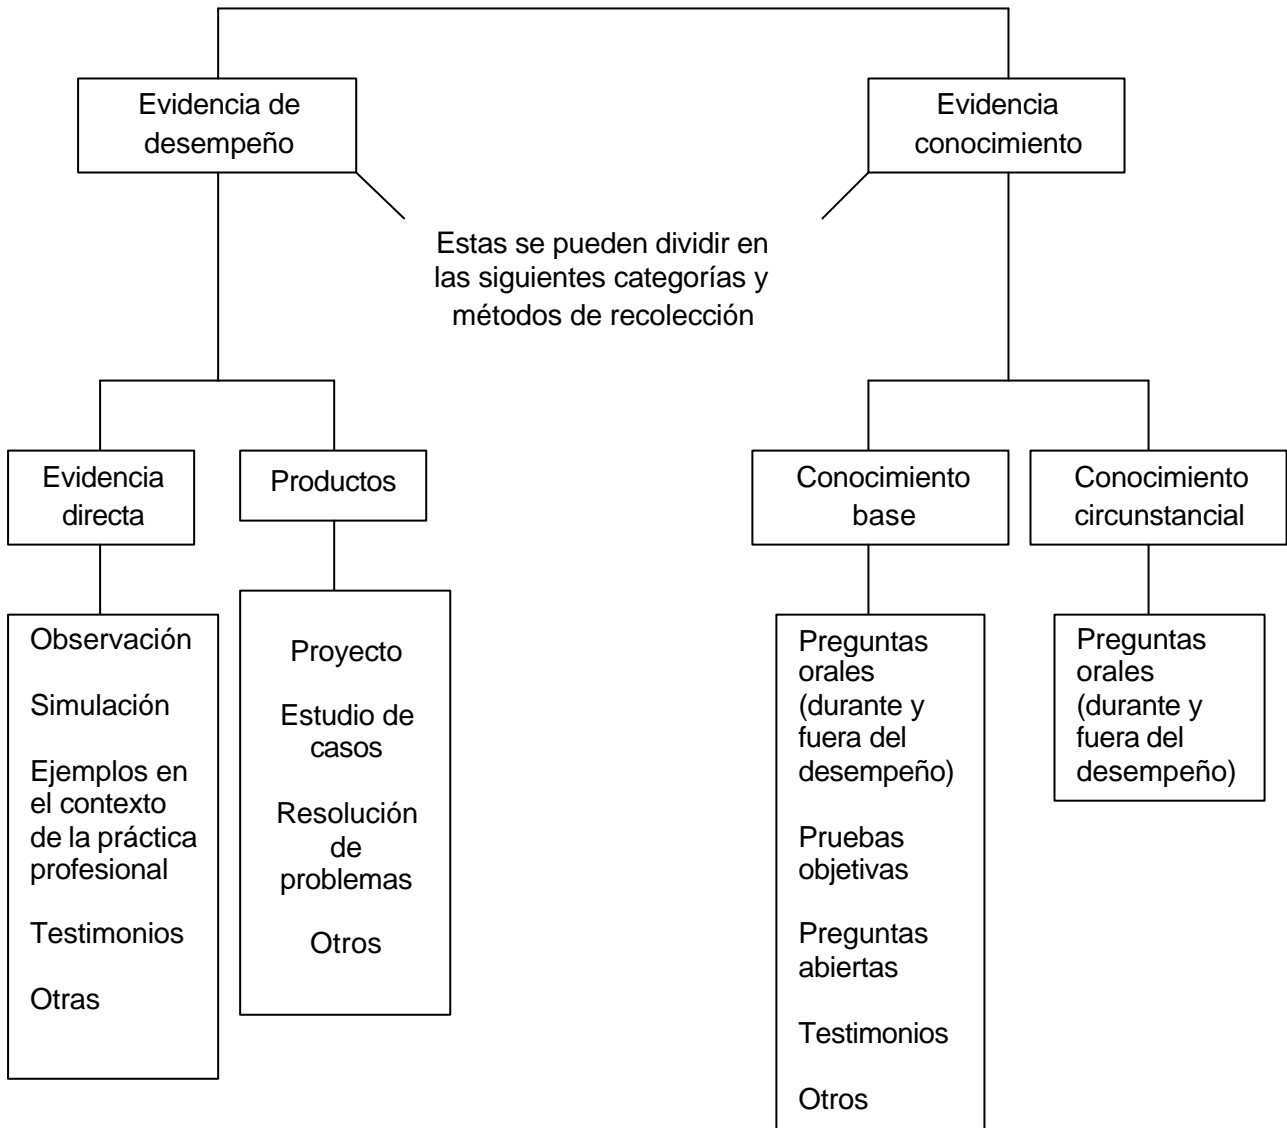 Evidencia de
desempeño
Evidencia
conocimiento
Estas se pueden dividir en
las siguientes categorías y
métodos de recolección
Evidencia
directa
Productos
Conocimiento
base
Conocimiento
circunstancial
Observación
Simulación
Ejemplos en
el contexto
de la práctica
profesional
Testimonios
Otras
Proyecto
Estudio de
casos
Resolución
de
problemas
Otros
Preguntas
orales
(durante y
fuera del
desempeño)
Pruebas
objetivas
Preguntas
abiertas
Testimonios
Otros
Preguntas
orales
(durante y
fuera del
desempeño)